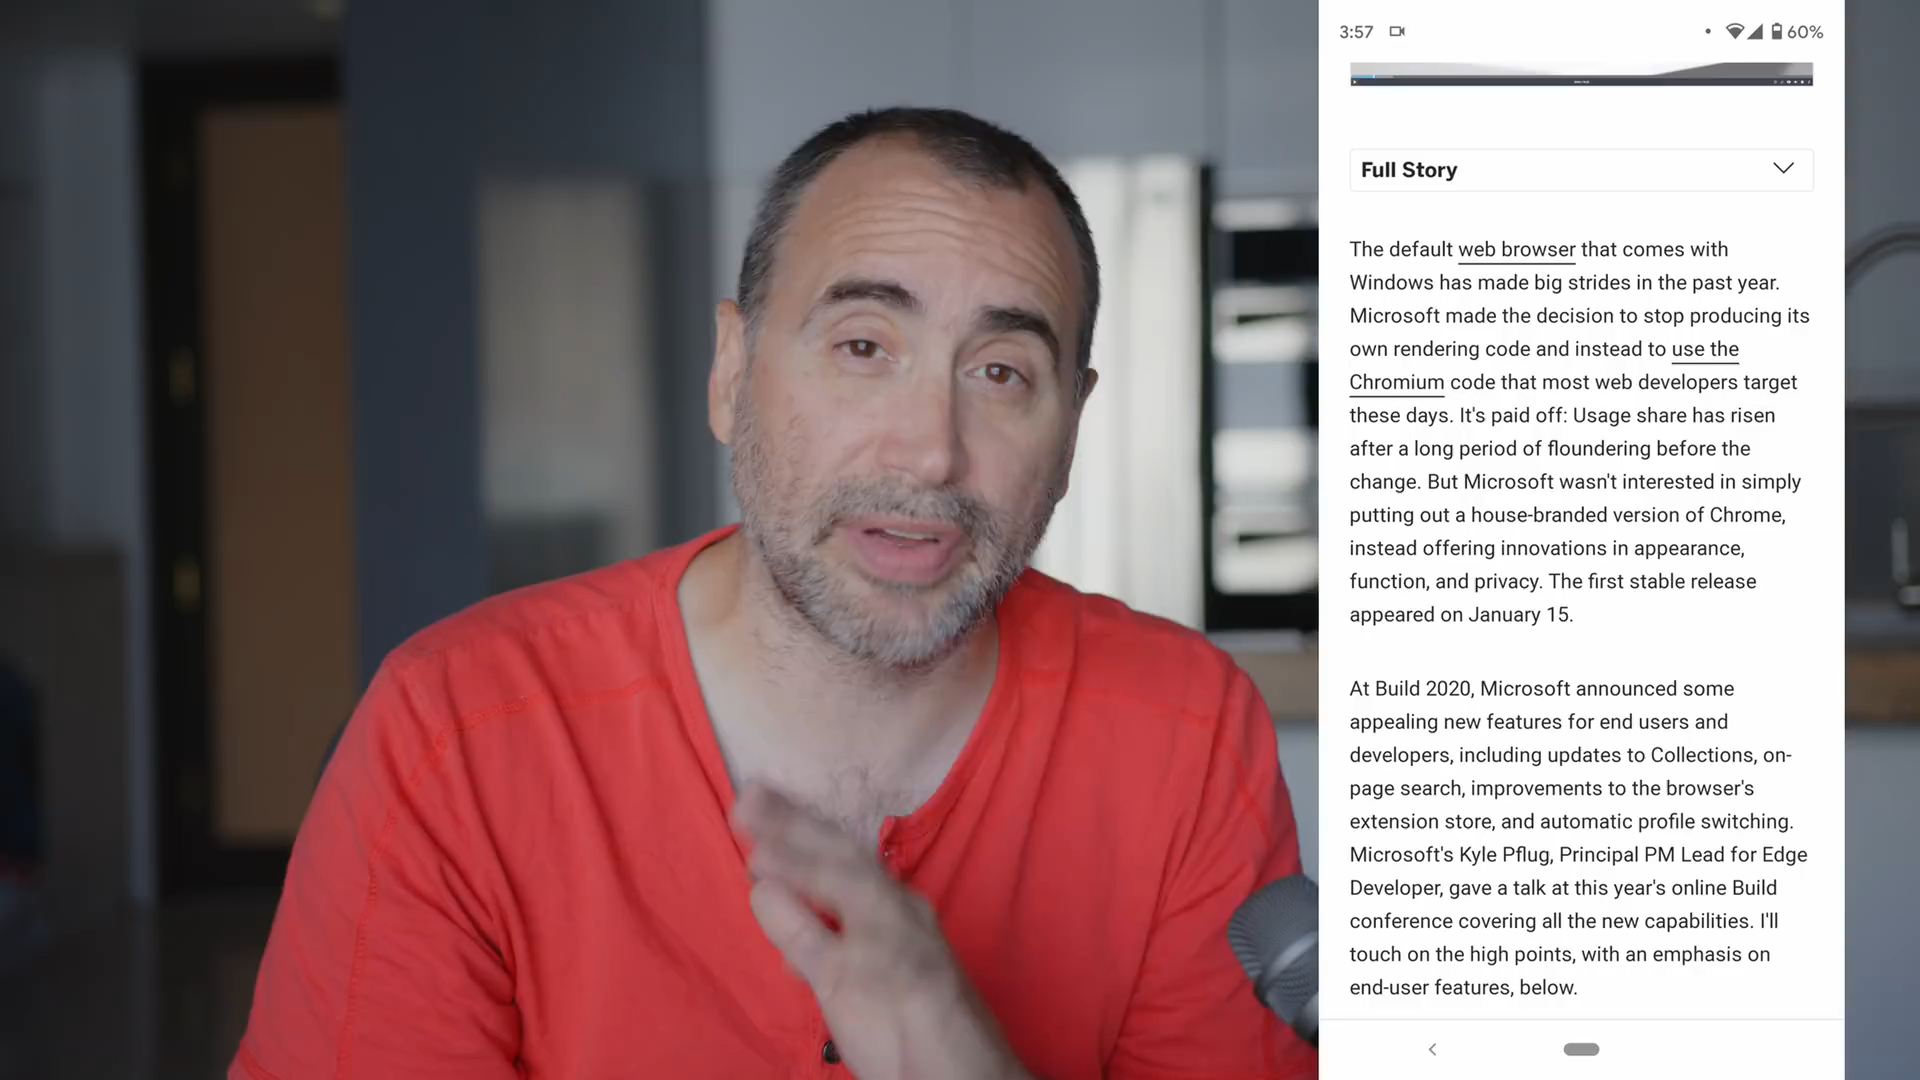 3:57
60%
Full Story
The default web browser that comes with
Windows has made big strides in the past year.
Microsoft made the decision to stop producing its
own rendering code and instead to use the
Chromium code that most web developers target
these days. It's paid off: Usage share has risen
after a long period of floundering before the
change. But Microsoft wasn't interested in simply
putting out a house-branded version of Chrome,
instead offering innovations in appearance,
function, and privacy. The first stable release
appeared on January 15.
At Build 2020, Microsoft announced some
appealing new features for end users and
developers, including updates to Collections, on-
page search, improvements to the browser's
extension store, and automatic profile switching.
Microsoft's Kyle Pflug, Principal PM Lead for Edge
Developer, gave a talk at this year's online Build
conference covering all the new capabilities. I'll
touch on the high points, with an emphasis on
end-user features, below.